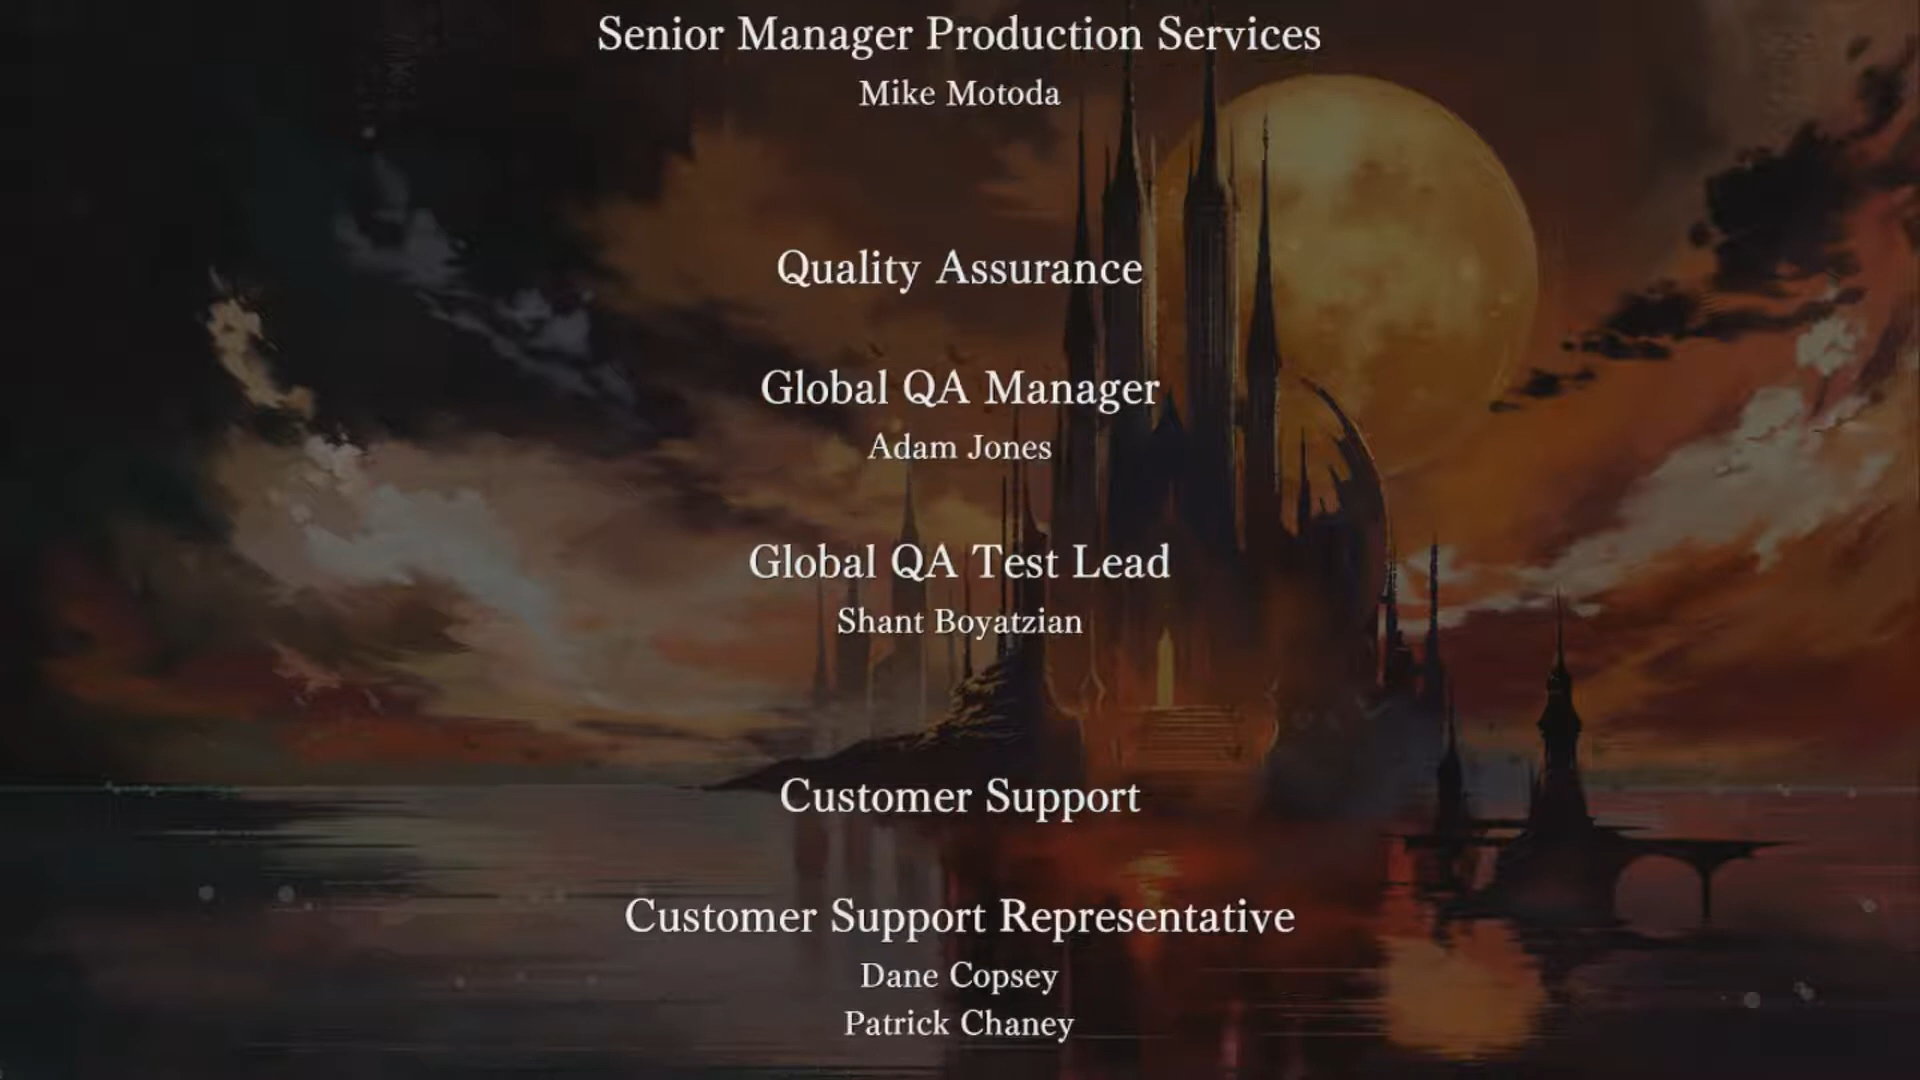 Senior Manager Production Services
Mike Motoda
Quality Assurance
Global QA Manager
Adam Jones
Global QA Test Lead
Shant Boyatzian
Customer Support
Customer Support Representative
Dane Copsey
Patrick Chaney